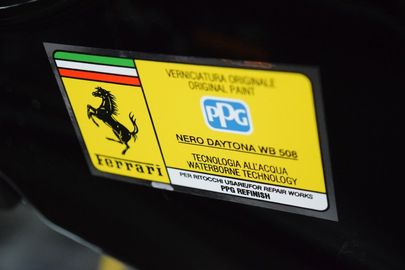 VERNICIATURA ORIGINALE
ORIGINAL PAINT
PPG
NERO DAYTONA WB 508
TECNOLOGIA ALL'ACQUA
WATERBORNE TECHNOLOGY
Ferrari
PER RITOCCHI USARE/FOR REPAIR WORKS
PPG REFINISH